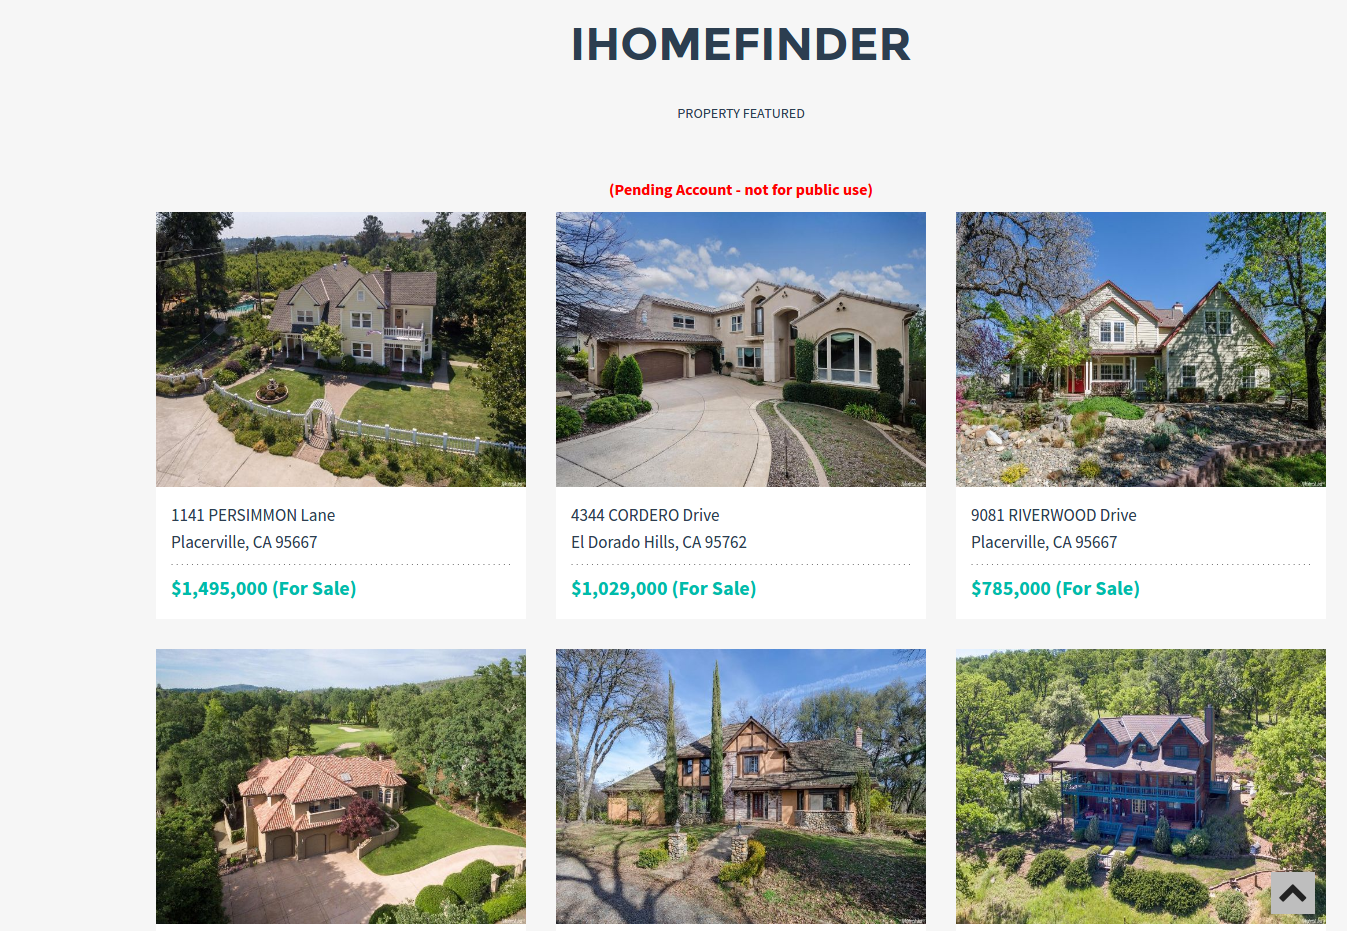 IHOMEFINDER
PROPERTY FEATURED
(Pending Account - not for public use)
1141 PERSIMMON Lane
Placerville, CA 95667
$1,495,000 (For Sale)
4344 CORDERO Drive
El Dorado Hills, CA 95762
$1,029,000 (For Sale)
9081 RIVERWOOD Drive
Placerville, CA 95667
$785,000 (For Sale)